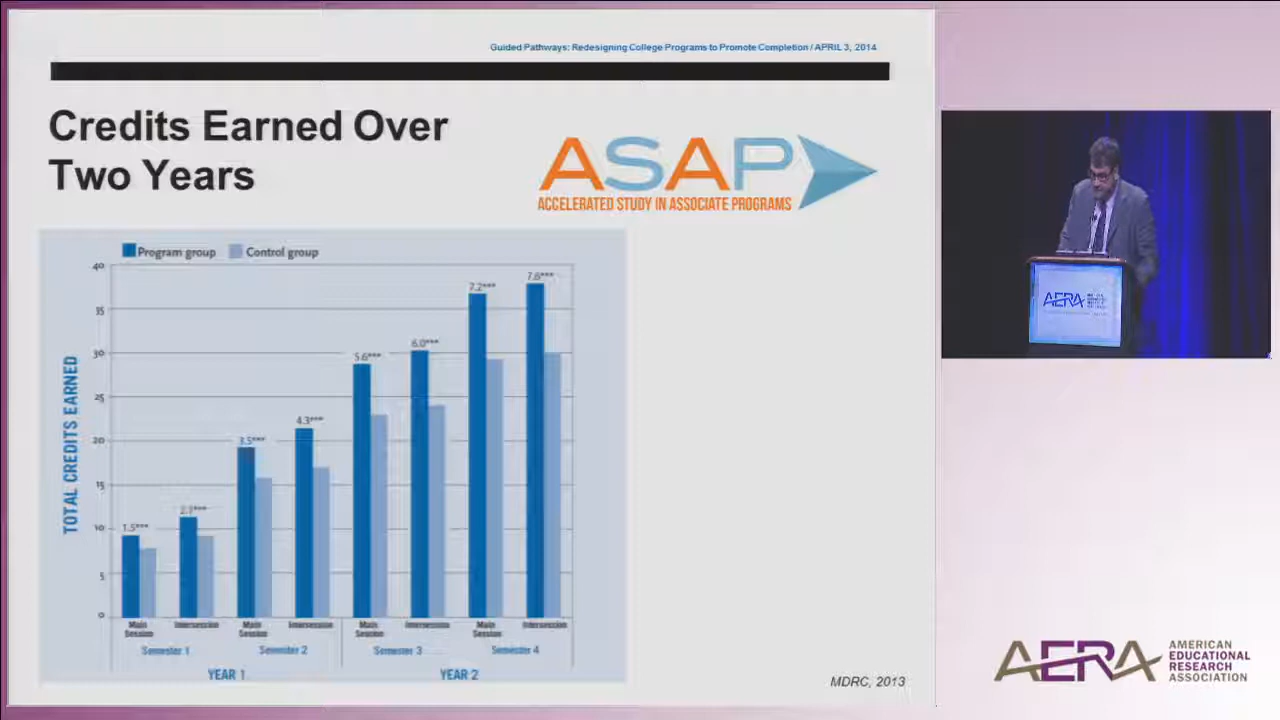 Guided Pathways: Redesigning College Programs to Promote Completion / APRIL 3, 2014
Credits Earned Over
Two Years
ASAP
ACCELERATED STUDY IN ASSOCIATE PROGRAMS
Program group
Control group
40
35
30
25
20
15
10
5
0
TOTAL CREDITS EARNED
1.5***
2.1***
3.5***
4.3***
5.6***
6.0***
7.2***
7.6***
Main Session
Intersession
Main Session
Intersession
Main Session
Intersession
Main Session
Intersession
Semester 1
Semester 2
Semester 3
Semester 4
YEAR 1
YEAR 2
MDRC, 2013
AERA
AERA
AMERICAN
EDUCATIONAL
RESEARCH
ASSOCIATION